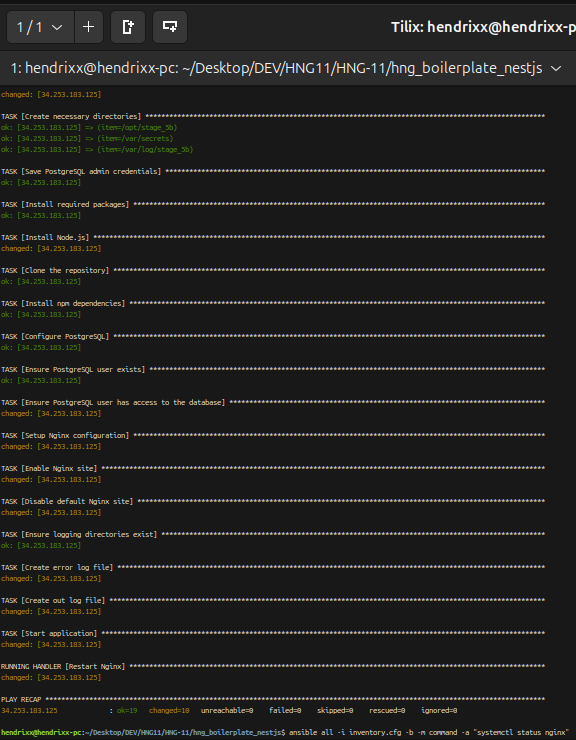 1 / 1
Tilix: hendrixx@hendrixx-p
1: hendrixx@hendrixx-pc: ~/Desktop/DEV/HNG11/HNG-11/hng_boilerplate_nestjs
changed: [34.253.183.125]
TASK [Create necessary directories] ****************************************************************************************************
ok: [34.253.183.125] => (item=/opt/stage_5b)
ok: [34.253.183.125] => (item=/var/secrets)
ok: [34.253.183.125] => (item=/var/log/stage_5b)
TASK [Save PostgreSQL admin credentials] ***********************************************************************************************
ok: [34.253.183.125]
TASK [Install required packages] *******************************************************************************************************
ok: [34.253.183.125]
TASK [Install Node.js] *****************************************************************************************************************
changed: [34.253.183.125]
TASK [Clone the repository] ************************************************************************************************************
ok: [34.253.183.125]
TASK [Install npm dependencies] ********************************************************************************************************
ok: [34.253.183.125]
TASK [Configure PostgreSQL] ************************************************************************************************************
ok: [34.253.183.125]
TASK [Ensure PostgreSQL user exists] ***************************************************************************************************
ok: [34.253.183.125]
TASK [Ensure PostgreSQL user has access to the database] *******************************************************************************
changed: [34.253.183.125]
TASK [Setup Nginx configuration] *******************************************************************************************************
changed: [34.253.183.125]
TASK [Enable Nginx site] ***************************************************************************************************************
changed: [34.253.183.125]
TASK [Disable default Nginx site] ******************************************************************************************************
changed: [34.253.183.125]
TASK [Ensure logging directories exist] ************************************************************************************************
ok: [34.253.183.125]
TASK [Create error log file] ***********************************************************************************************************
changed: [34.253.183.125]
TASK [Create out log file] *************************************************************************************************************
changed: [34.253.183.125]
TASK [Start application] ***************************************************************************************************************
changed: [34.253.183.125]
RUNNING HANDLER [Restart Nginx] ********************************************************************************************************
changed: [34.253.183.125]
PLAY RECAP *****************************************************************************************************************************
34.253.183.125 : ok=19 changed=10 unreachable=0 failed=0 skipped=0 rescued=0 ignored=0
hendrixx@hendrixx-pc:~/Desktop/DEV/HNG11/HNG-11/hng_boilerplate_nestjs$ ansible all -i inventory.cfg -b -m command -a "systemctl status nginx"